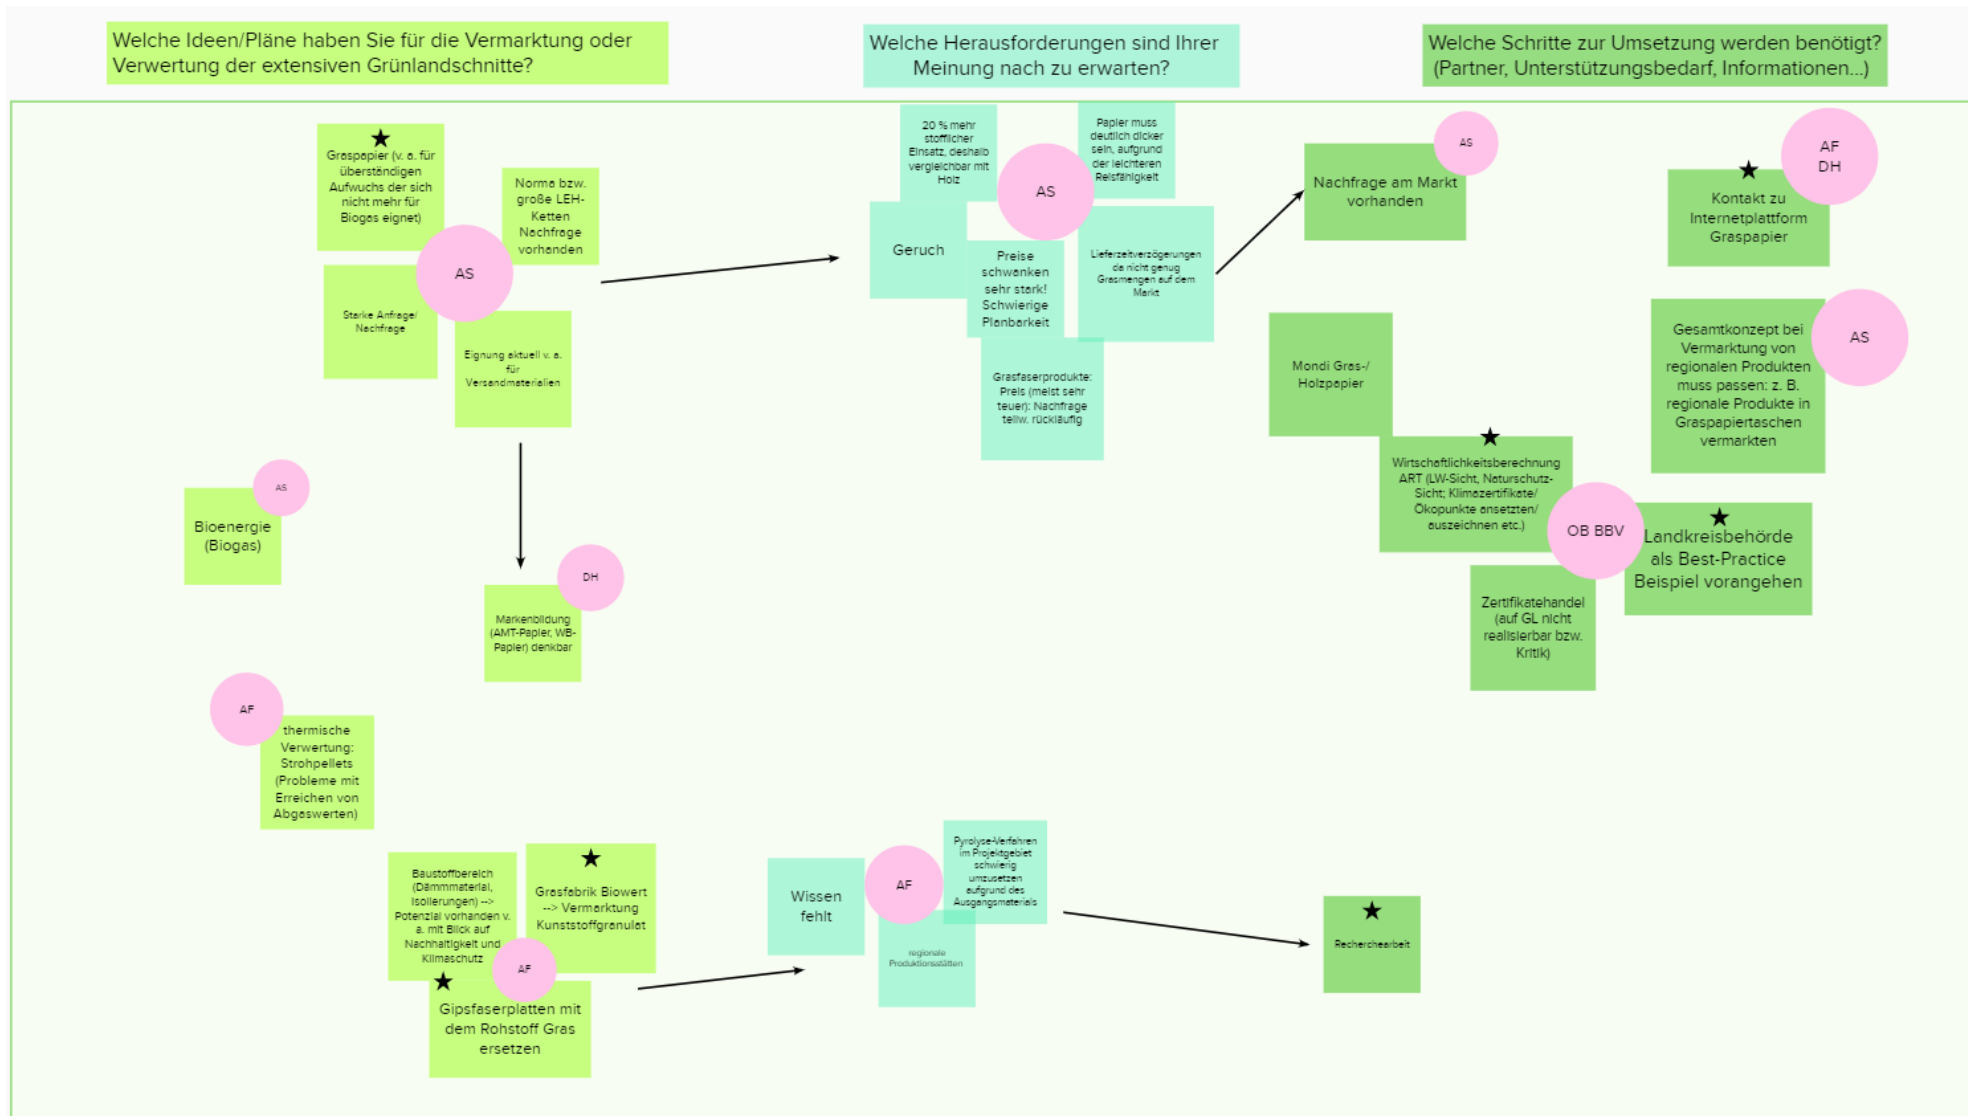 Welche Ideen/Pläne haben Sie für die Vermarktung oder
Verwertung der extensiven Grünlandschnitte?
Welche Herausforderungen sind Ihrer
Meinung nach zu erwarten?
Welche Schritte zur Umsetzung werden benötigt?
(Partner, Unterstützungsbedarf, Informationen...)
Graspapier (v. a. für
überständigen
Aufwuchs der sich
nicht mehr für
Biogas eignet)
Norma bzw.
große LEH-
Ketten
Nachfrage
vorhanden
AS
Starke Anfrage/
Nachfrage
Eignung aktuell v. a.
für
Versandmaterialien
AS
Bioenergie
(Biogas)
DH
Markenbildung
(AMT-Papier, WB-
Papier) denkbar
AF
thermische
Verwertung:
Strohpellets
(Probleme mit
Erreichen von
Abgaswerten)
Baustoffbereich
(Dämmmaterial,
Isolierungen) -->
Potenzial vorhanden v.
a. mit Blick auf
Nachhaltigkeit und
Klimaschutz
Grasfabrik Biowert
--> Vermarktung
Kunststoffgranulat
AF
Gipsfaserplatten mit
dem Rohstoff Gras
ersetzen
20 % mehr
stofflicher
Einsatz, deshalb
vergleichbar mit
Holz
Papier muss
deutlich dicker
sein, aufgrund
der leichteren
Reisfähigkeit
AS
Geruch
Preise
schwanken
sehr stark!
Schwierige
Planbarkeit
Lieferzeitverzögerungen
da nicht genug
Grasmengen auf dem
Markt
Grasfaserprodukte:
Preis (meist sehr
teuer): Nachfrage
teilw. rückläufig
Wissen
fehlt
AF
Pyrolyse-Verfahren
im Projektgebiet
schwierig
umzusetzen
aufgrund des
Ausgangsmaterials
regionale
Produktionsstätten
AS
Nachfrage am Markt
vorhanden
AF
DH
Kontakt zu
Internetplattform
Graspapier
Mondi Gras-/
Holzpapier
Gesamtkonzept bei
Vermarktung von
regionalen Produkten
muss passen: z. B.
regionale Produkte in
Graspapiertaschen
vermarkten
AS
Wirtschaftlichkeitsberechnung
ART (LW-Sicht, Naturschutz-
Sicht; Klimazertifikate/
Ökopunkte ansetzten/
auszeichnen etc.)
OB BBV
Landkreisbehörde
als Best-Practice
Beispiel vorangehen
Zertifikatehandel
(auf GL nicht
realisierbar bzw.
Kritik)
Recherchearbeit